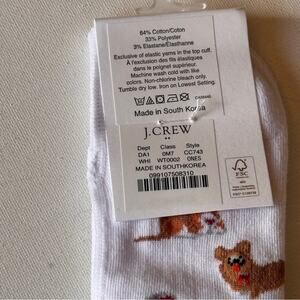 64% Cotton/Coton
33% Polyester
3% Elastane/Elasthanne
Exclusive of elastic yarns in the top cuff.
À l'exclusion des fils élastiques
dans le poignet supérieur.
Machine wash cold with like
colors. Non-chlorine bleach only.
Tumble dry low. Iron on Lowest Setting.
Made in South Korea
J.CREW
Dept Class Style
DA1 0M7 CC743
WHI WT0002 ONES
MADE IN SOUTHKOREA
099107508310
FSC